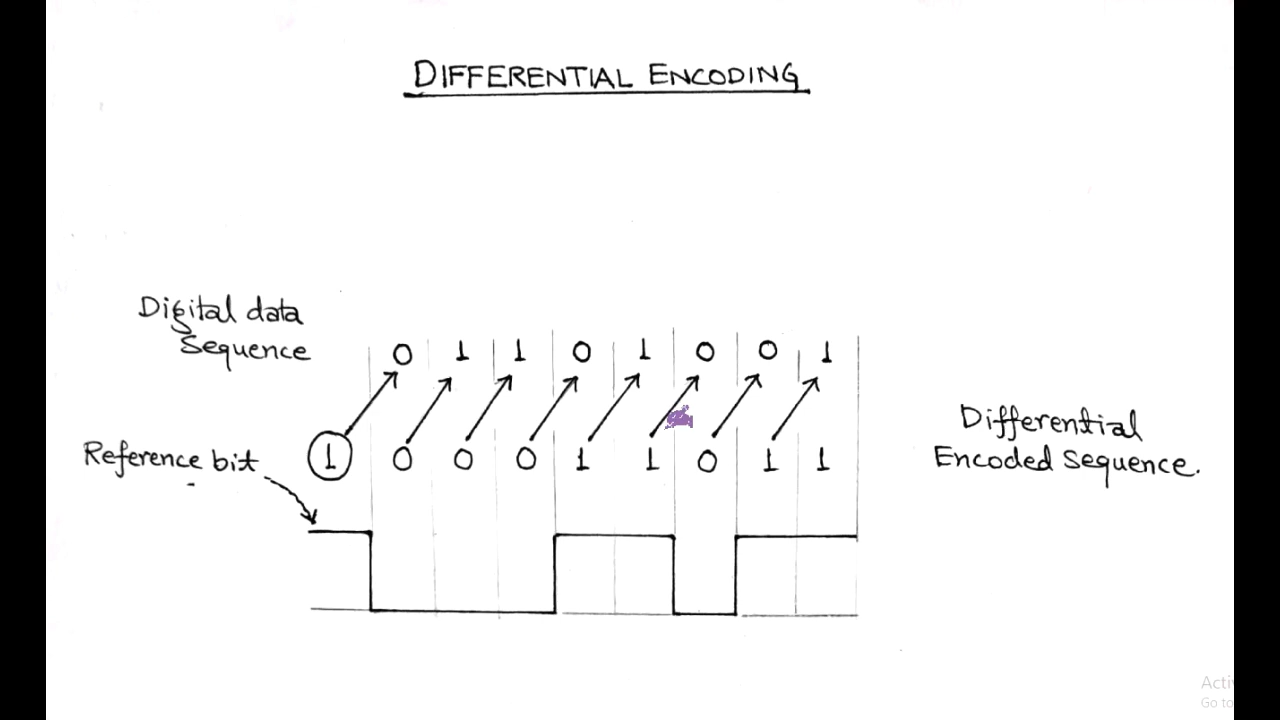 DIFFERENTIAL ENCODING
Digital data
Sequence
0 1 1 0 1 0 0 1
Reference bit
1 0 0 0 1 1 0 1 1
Differential
Encoded Sequence.